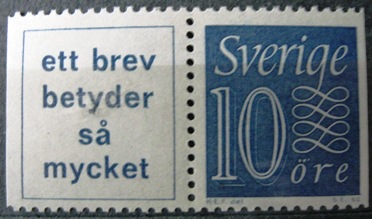 ett brev
betyder
så
mycket
Sverige
10
öre